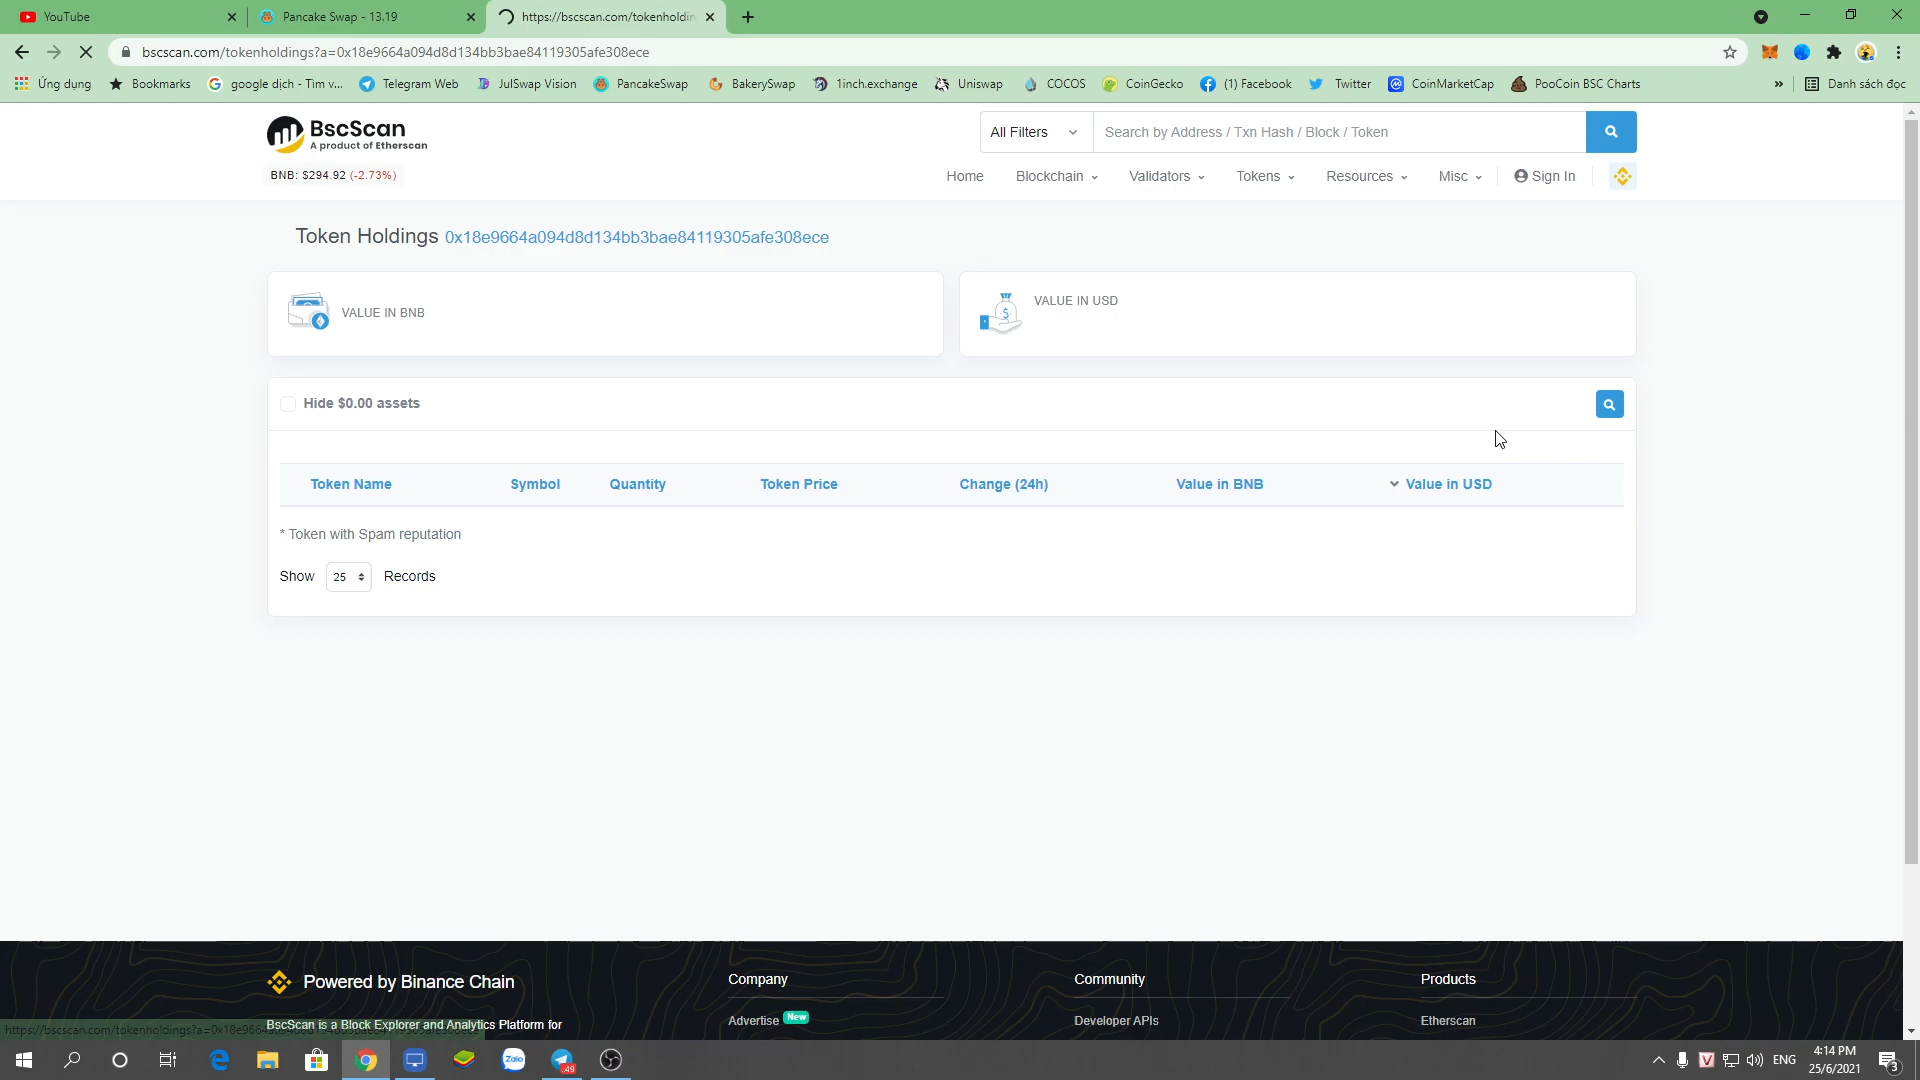 YouTube
Pancake Swap - 13.19
https://bscscan.com/tokenholdin
bscscan.com/tokenholdings?a=0x18e9664a094d8d134bb3bae84119305afe308ece
Ứng dụng
Bookmarks
google dịch - Tìm v...
Telegram Web
JulSwap Vision
PancakeSwap
BakerySwap
1inch.exchange
Uniswap
COCOS
CoinGecko
(1) Facebook
Twitter
CoinMarketCap
PooCoin BSC Charts
»
Danh sách đọc
BscScan
A product of Etherscan
All Filters
Search by Address / Txn Hash / Block / Token
BNB: $294.92 (-2.73%)
Home
Blockchain
Validators
Tokens
Resources
Misc
Sign In
Token Holdings 0x18e9664a094d8d134bb3bae84119305afe308ece
VALUE IN BNB
VALUE IN USD
Hide $0.00 assets
Token Name
Symbol
Quantity
Token Price
Change (24h)
Value in BNB
Value in USD
* Token with Spam reputation
Show 25 Records
Powered by Binance Chain
Company
Community
Products
BscScan is a Block Explorer and Analytics Platform for
Advertise New
Developer APIs
Etherscan
Zalo
49
ENG
4:14 PM
25/6/2021
3